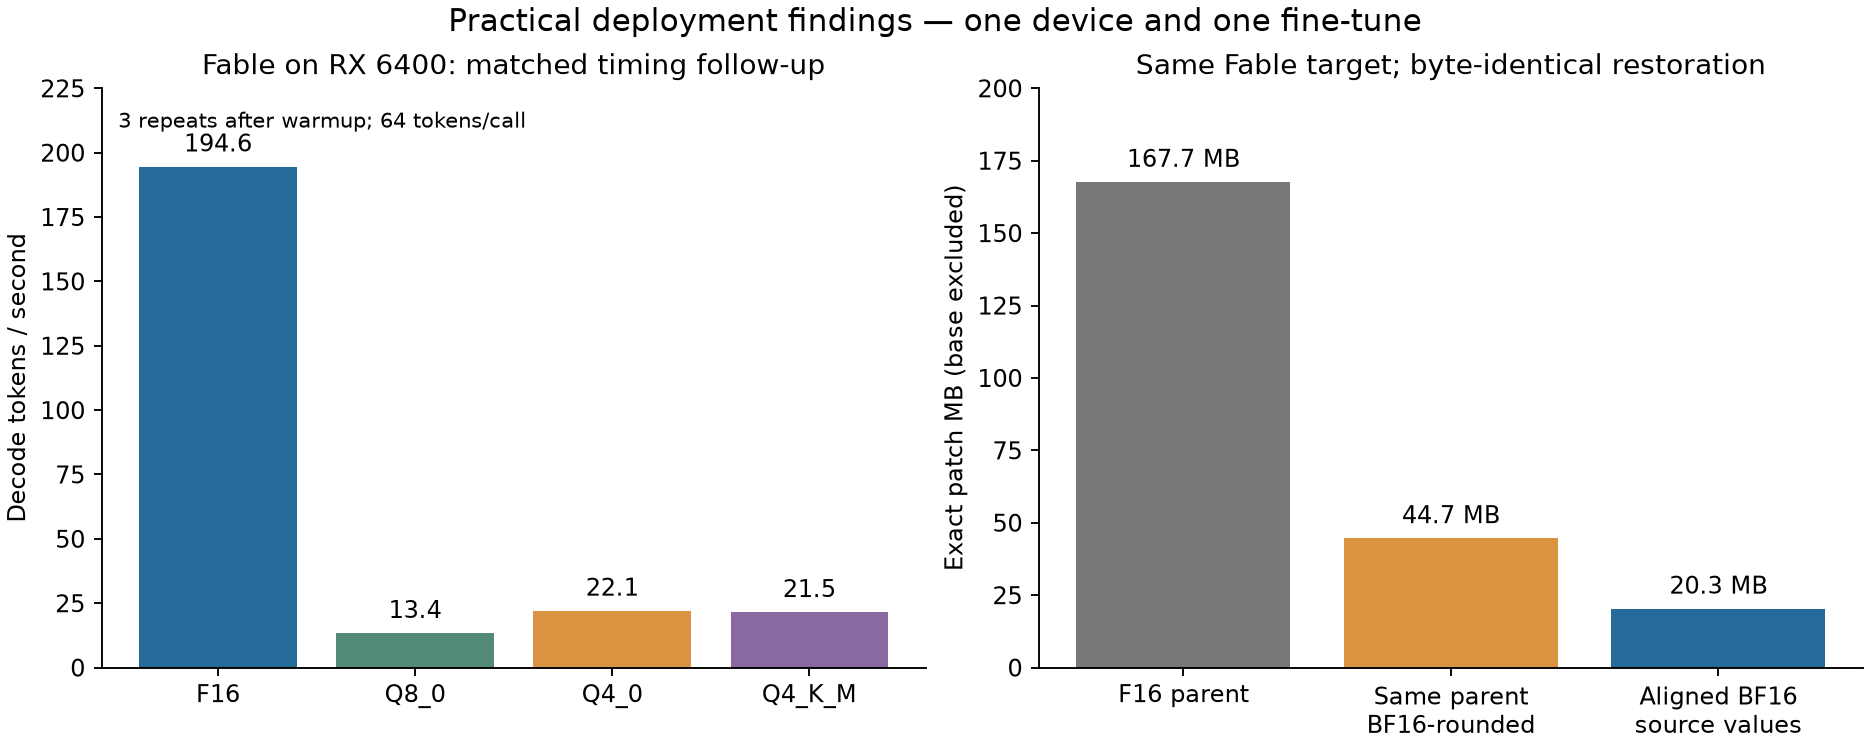 Practical deployment findings — one device and one fine-tune
Fable on RX 6400: matched timing follow-up
Decode tokens / second
225
200
175
150
125
100
75
50
25
0
3 repeats after warmup; 64 tokens/call
194.6
13.4
22.1
21.5
F16
Q8_0
Q4_0
Q4_K_M
Same Fable target; byte-identical restoration
Exact patch MB (base excluded)
200
175
150
125
100
75
50
25
0
167.7 MB
44.7 MB
20.3 MB
F16 parent
Same parent
BF16-rounded
Aligned BF16
source values